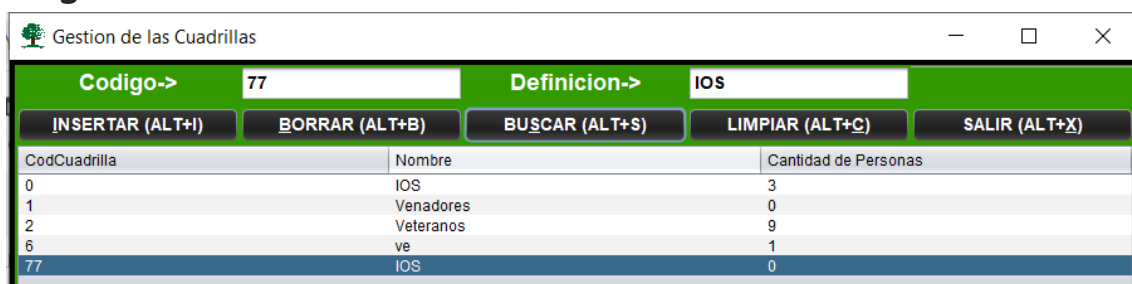 Gestion de las Cuadrillas
Codigo-> 77 Definicion-> IOS
INSERTAR (ALT+I) BORRAR (ALT+B) BUSCAR (ALT+S) LIMPIAR (ALT+C) SALIR (ALT+X)
CodCuadrilla Nombre Cantidad de Personas
0 IOS 3
1 Venadores 0
2 Veteranos 9
6 ve 1
77 IOS 0